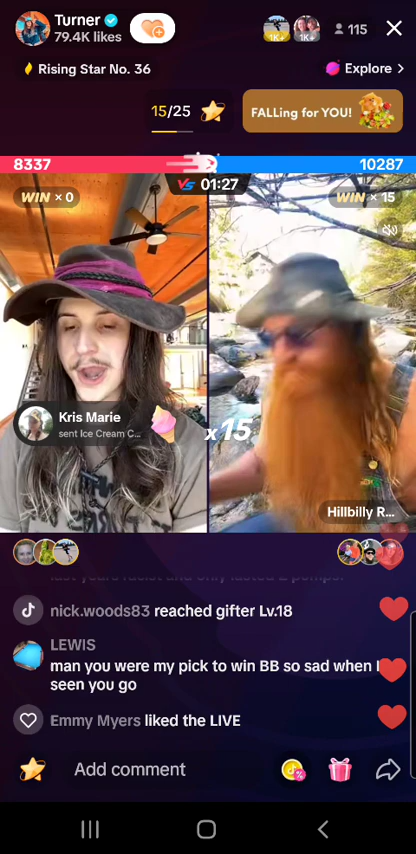 Turner
79.4K likes
1K+
1K+
115
Rising Star No. 36
Explore >
15/25
FALLing for YOU!
8337
10287
VS 01:27
WIN × 0
WIN × 15
Kris Marie
sent Ice Cream C...
x15
Hillbilly R...
nick.woods83 reached gifter Lv.18
LEWIS
man you were my pick to win BB so sad when I
seen you go
Emmy Myers liked the LIVE
Add comment